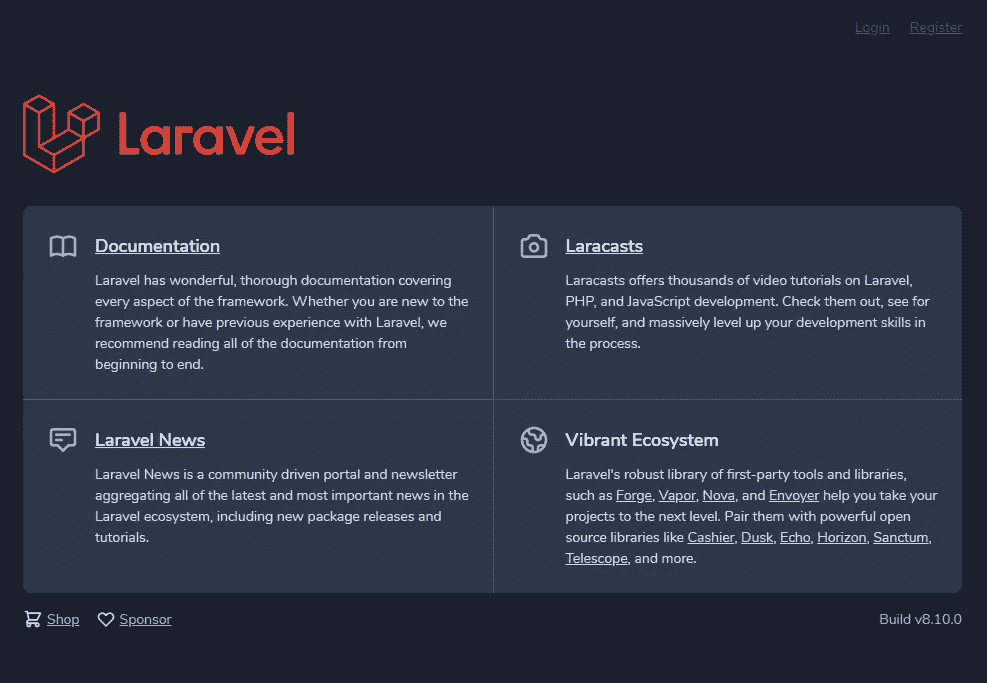 Login Register
Laravel
Documentation
Laravel has wonderful, thorough documentation covering
every aspect of the framework. Whether you are new to the
framework or have previous experience with Laravel, we
recommend reading all of the documentation from
beginning to end.
Laracasts
Laracasts offers thousands of video tutorials on Laravel,
PHP, and JavaScript development. Check them out, see for
yourself, and massively level up your development skills in
the process.
Laravel News
Laravel News is a community driven portal and newsletter
aggregating all of the latest and most important news in the
Laravel ecosystem, including new package releases and
tutorials.
Vibrant Ecosystem
Laravel's robust library of first-party tools and libraries,
such as Forge, Vapor, Nova, and Envoyer help you take your
projects to the next level. Pair them with powerful open
source libraries like Cashier, Dusk, Echo, Horizon, Sanctum,
Telescope, and more.
Shop Sponsor
Build v8.10.0